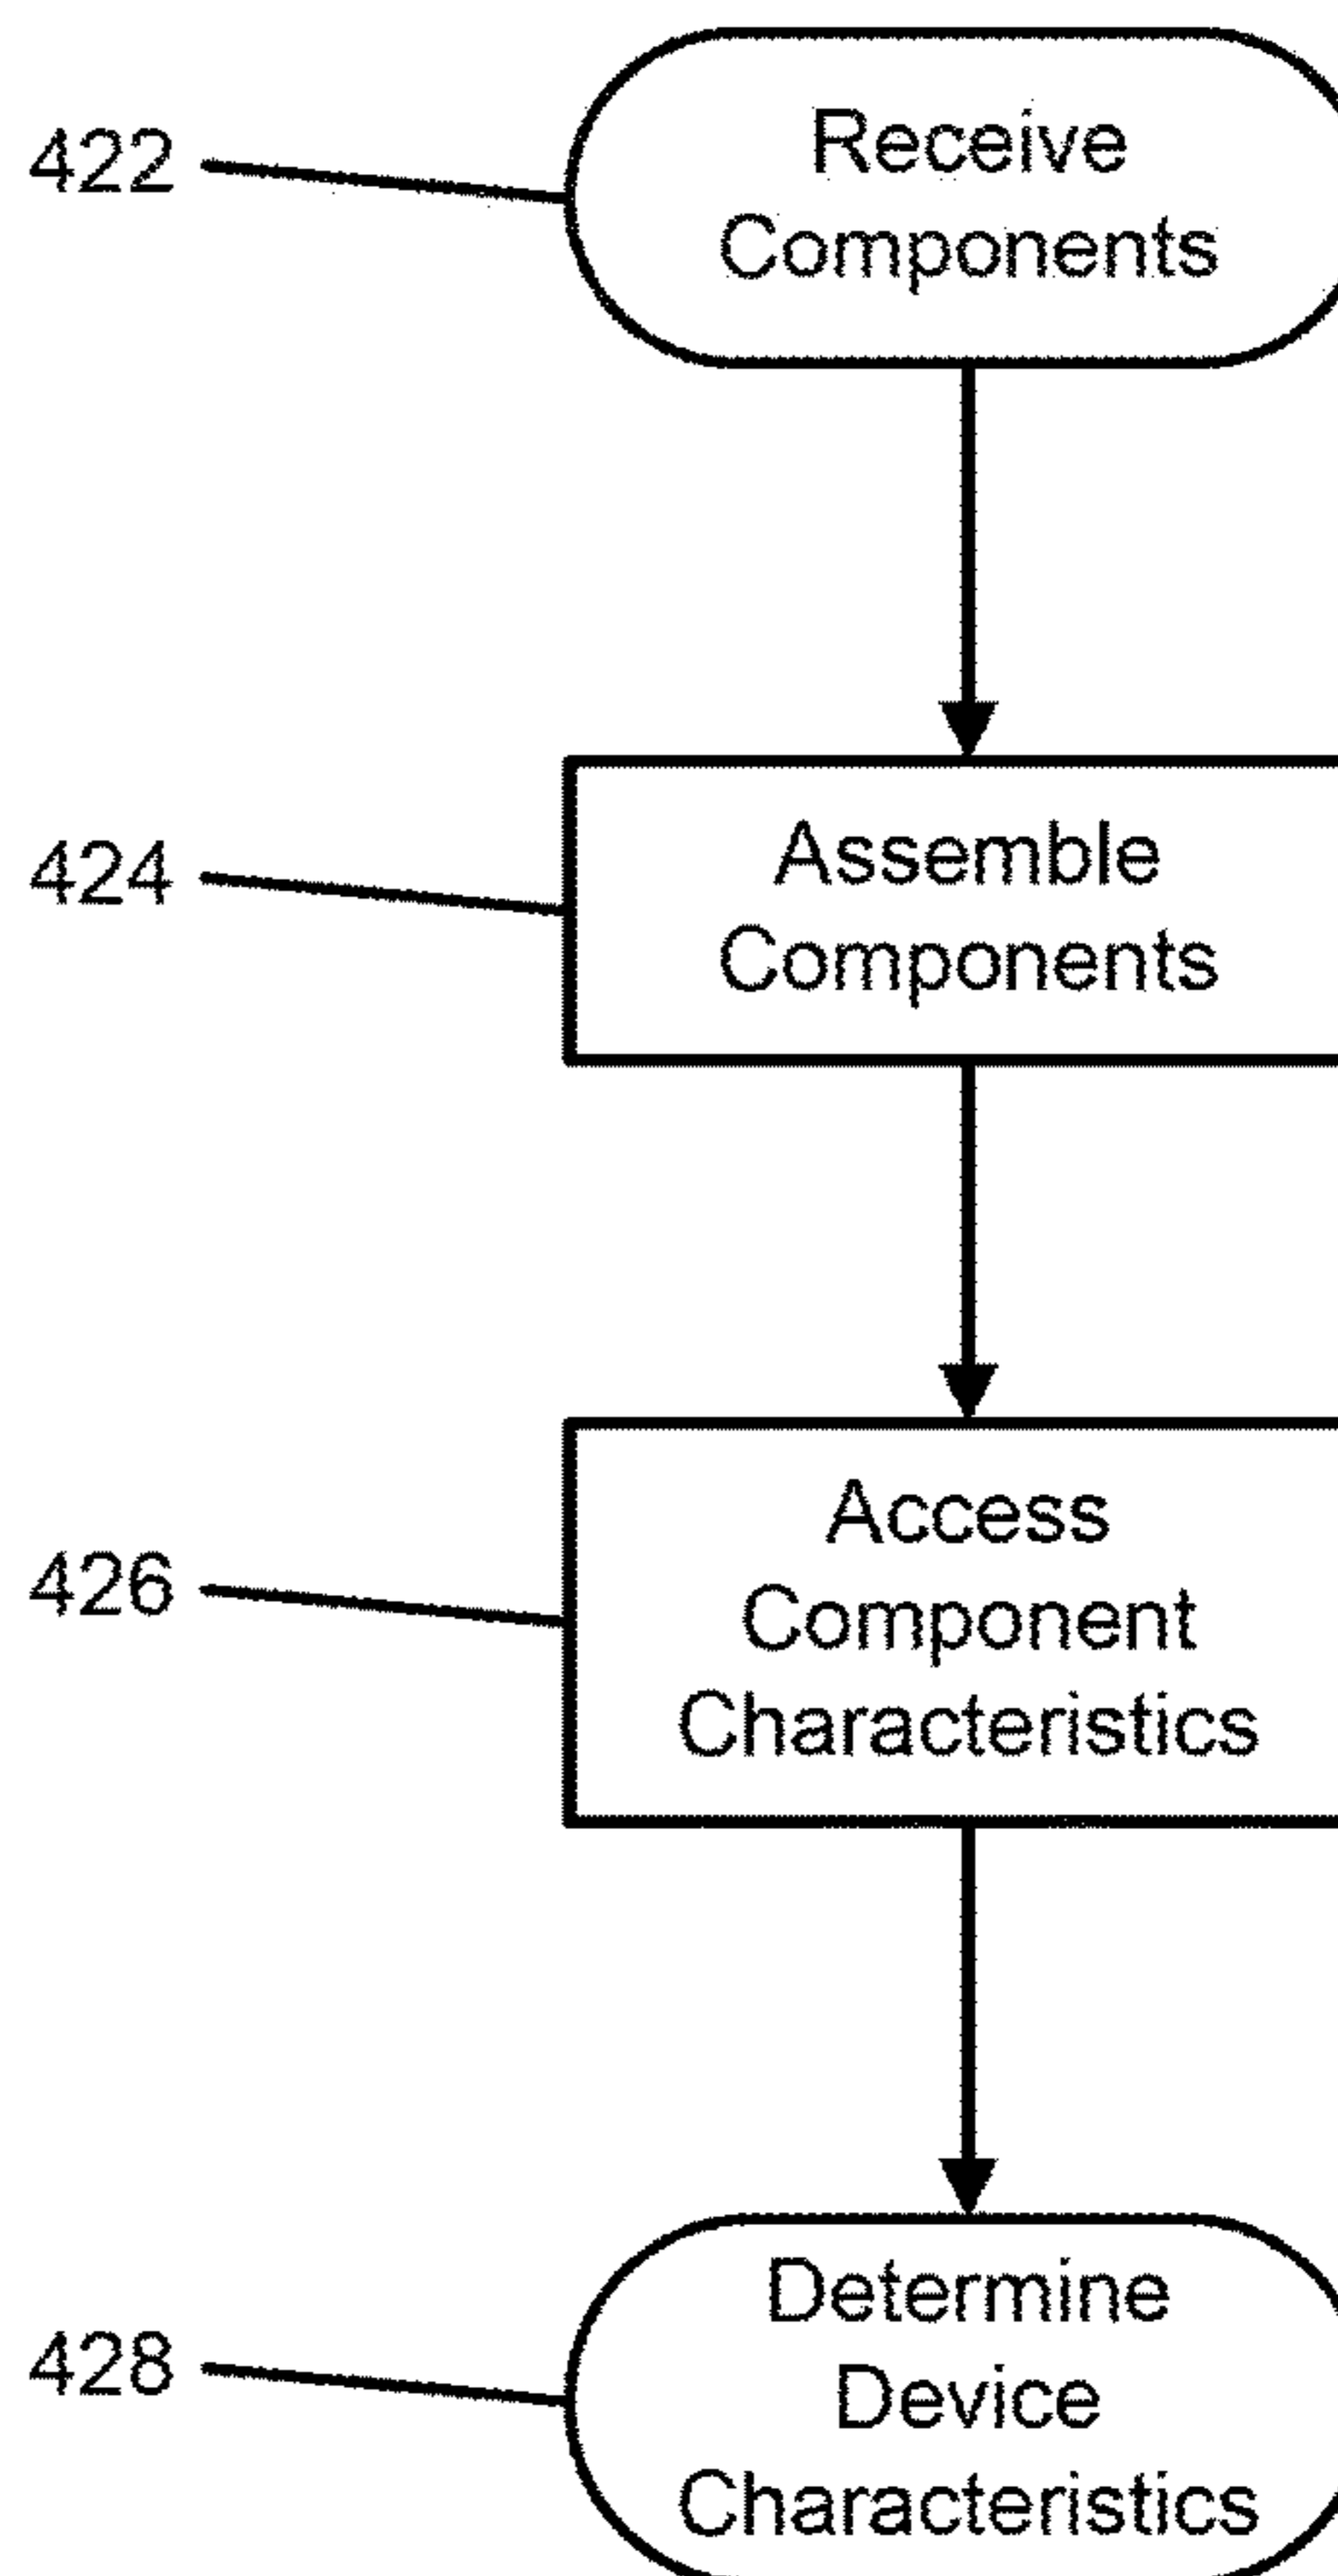 422
Receive
Components
424
Assemble
Components
426
Access
Component
Characteristics
428
Determine
Device
Characteristics